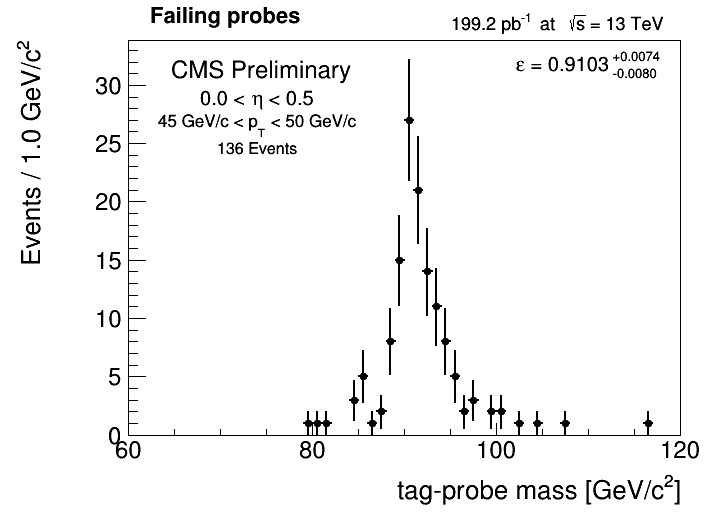 Failing probes
199.2 pb⁻¹ at √s = 13 TeV
CMS Preliminary
0.0 < η < 0.5
45 GeV/c < p_T < 50 GeV/c
136 Events
ε = 0.9103 +0.0074 -0.0080
Events / 1.0 GeV/c²
30
25
20
15
10
5
0
60 80 100 120
tag-probe mass [GeV/c²]